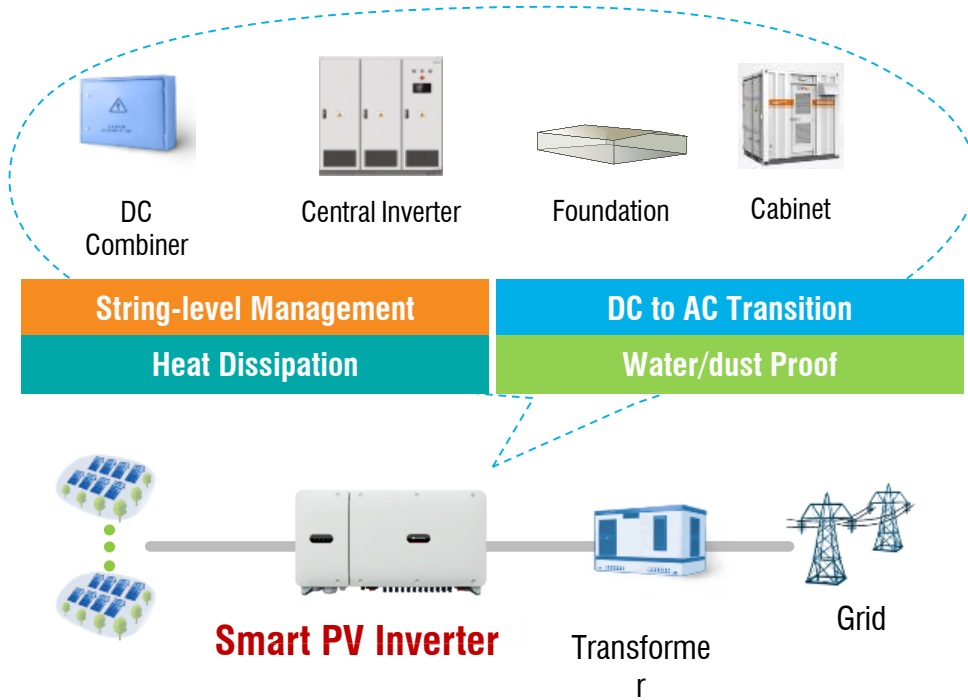 DC
Combiner
Central Inverter
Foundation
Cabinet
String-level Management
DC to AC Transition
Heat Dissipation
Water/dust Proof
Smart PV Inverter
Transforme
r
Grid